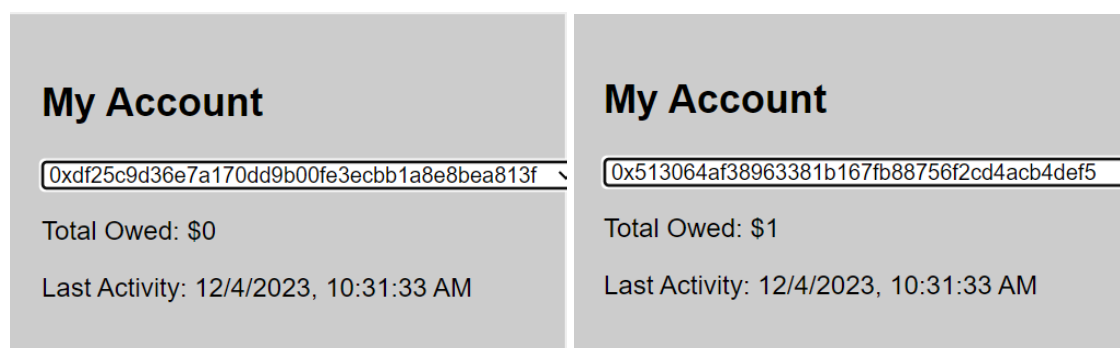 My Account
0xdf25c9d36e7a170dd9b00fe3ecbb1a8e8bea813f
Total Owed: $0
Last Activity: 12/4/2023, 10:31:33 AM
My Account
0x513064af38963381b167fb88756f2cd4acb4def5
Total Owed: $1
Last Activity: 12/4/2023, 10:31:33 AM